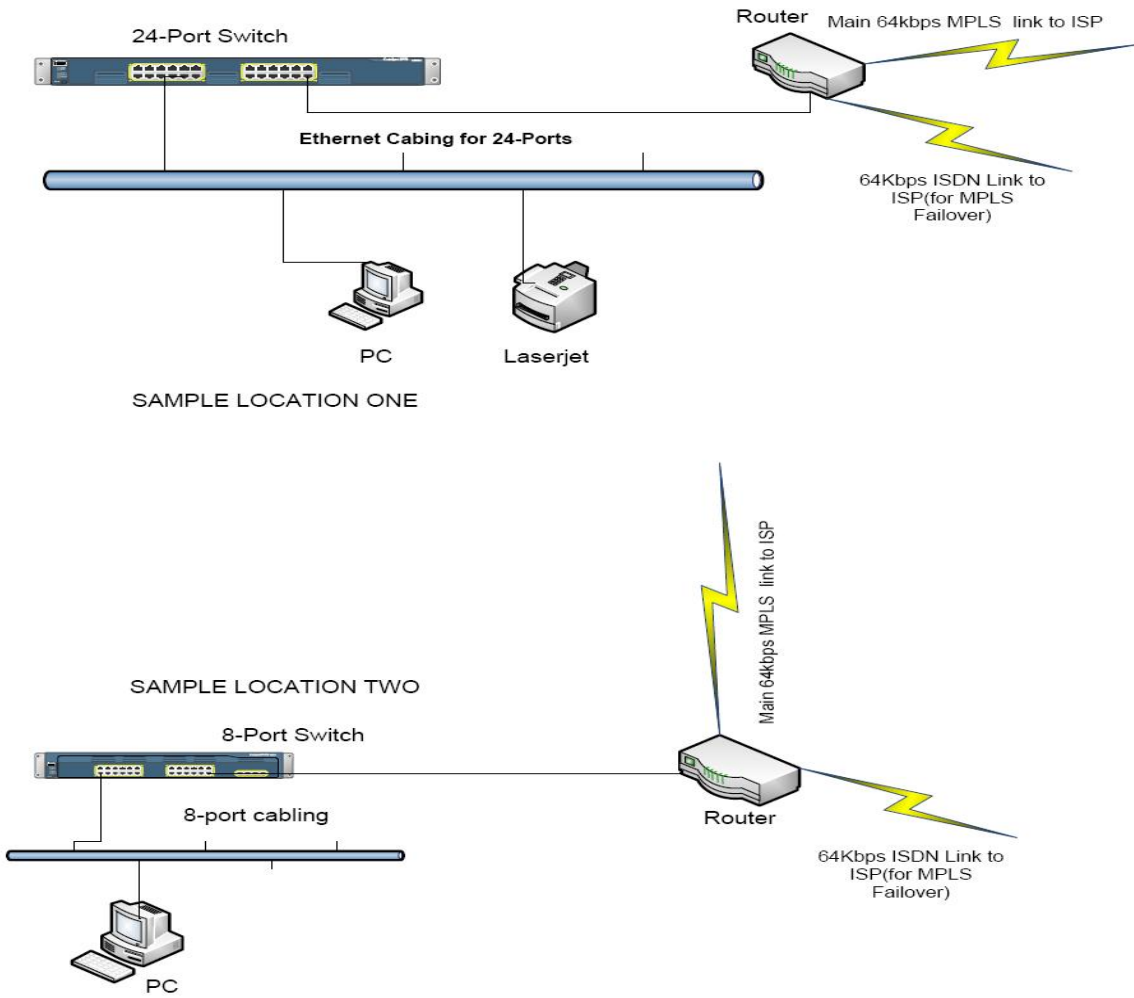 Router
Main 64kbps MPLS link to ISP
24-Port Switch
Ethernet Cabing for 24-Ports
64Kbps ISDN Link to
ISP(for MPLS
Failover)
PC
Laserjet
SAMPLE LOCATION ONE
Main 64kbps MPLS link to ISP
SAMPLE LOCATION TWO
8-Port Switch
8-port cabling
Router
64Kbps ISDN Link to
ISP(for MPLS
Failover)
PC